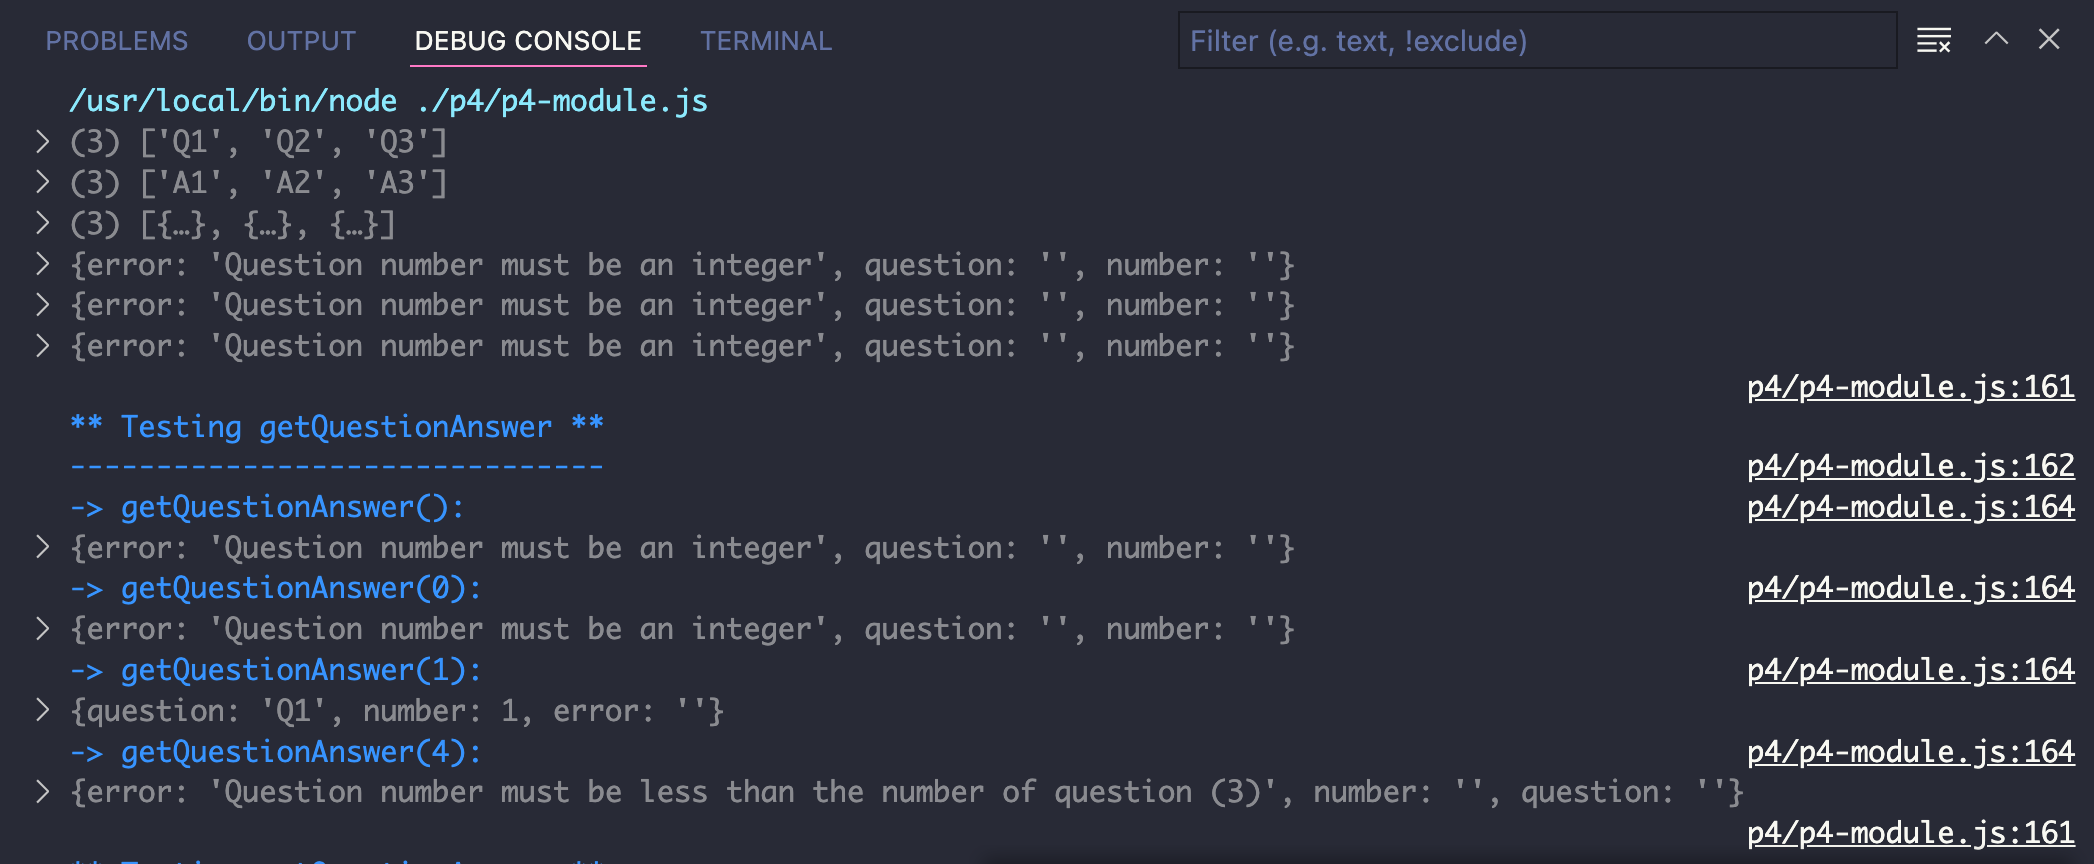 PROBLEMS OUTPUT DEBUG CONSOLE TERMINAL Filter (e.g. text, !exclude)
/usr/local/bin/node ./p4/p4-module.js
(3) ['Q1', 'Q2', 'Q3']
(3) ['A1', 'A2', 'A3']
(3) [{…}, {…}, {…}]
{error: 'Question number must be an integer', question: '', number: ''}
{error: 'Question number must be an integer', question: '', number: ''}
{error: 'Question number must be an integer', question: '', number: ''}
p4/p4-module.js:161
** Testing getQuestionAnswer **
------------------------------- p4/p4-module.js:162
-> getQuestionAnswer(): p4/p4-module.js:164
{error: 'Question number must be an integer', question: '', number: ''}
-> getQuestionAnswer(0): p4/p4-module.js:164
{error: 'Question number must be an integer', question: '', number: ''}
-> getQuestionAnswer(1): p4/p4-module.js:164
{question: 'Q1', number: 1, error: ''}
-> getQuestionAnswer(4): p4/p4-module.js:164
{error: 'Question number must be less than the number of question (3)', number: '', question: ''}
p4/p4-module.js:161